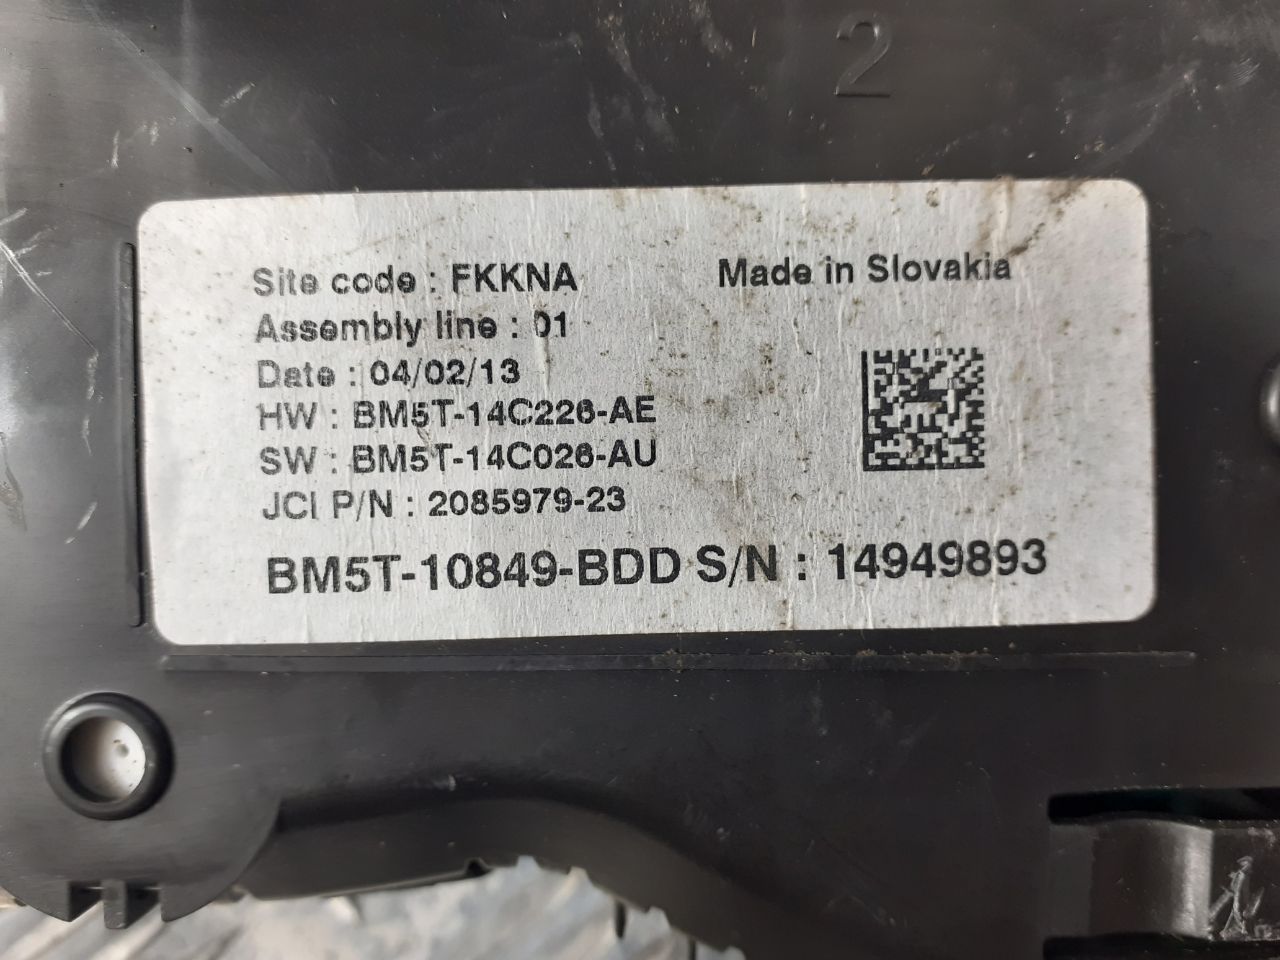 2
Site code : FKKNA
Made in Slovakia
Assembly line : 01
Date : 04/02/13
HW : BM5T-14C226-AE
SW : BM5T-14C026-AU
JCI P/N : 2085979-23
BM5T-10849-BDD S/N : 14949893